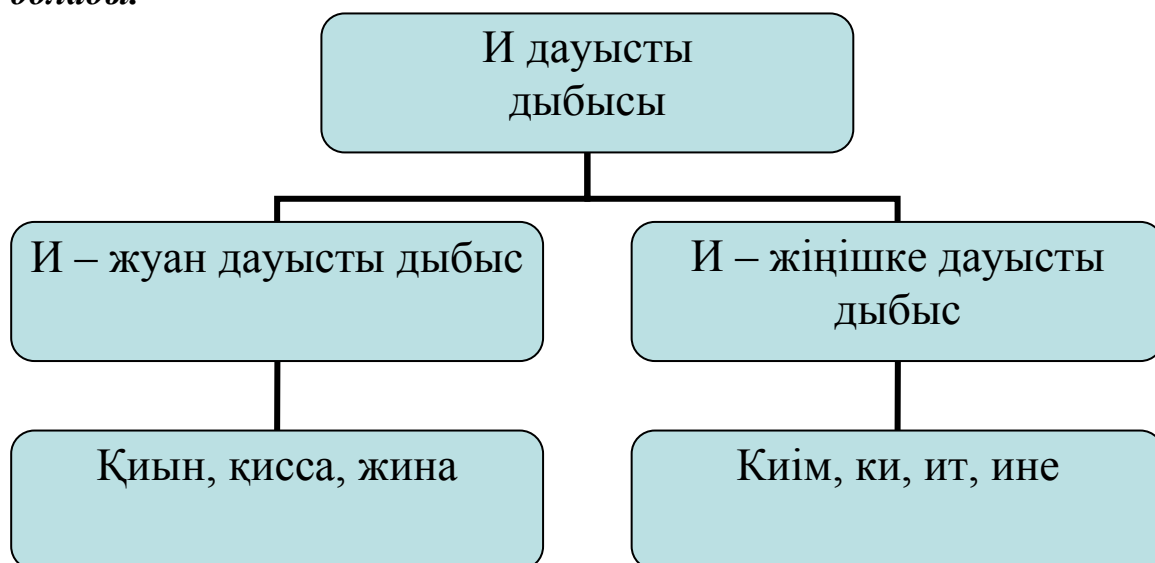 И дауысты
дыбысы
И – жуан дауысты дыбыс
И – жіңішке дауысты
дыбыс
Қиын, қисса, жина
Киім, ки, ит, ине